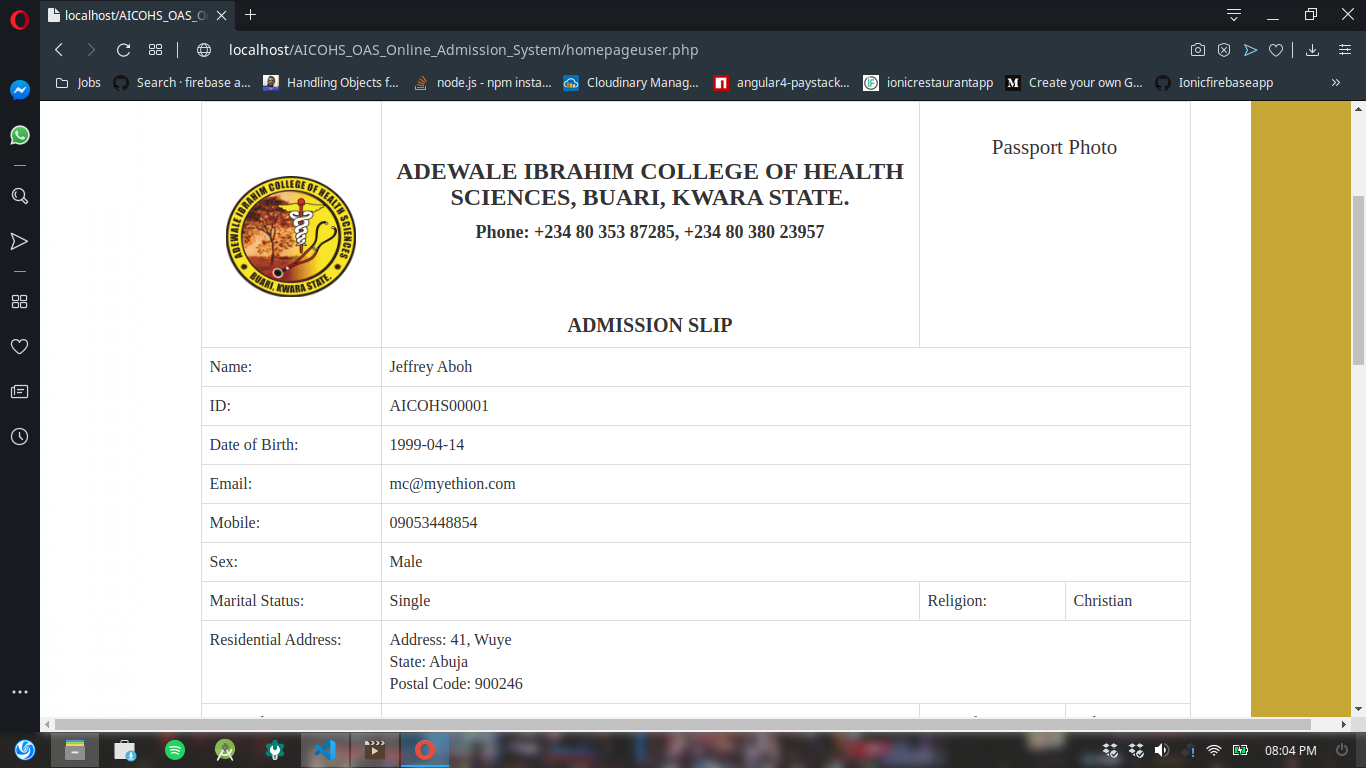 localhost/AICOHS_OAS_O
localhost/AICOHS_OAS_Online_Admission_System/homepageuser.php
Jobs
Search · firebase a...
Handling Objects f...
node.js - npm insta...
Cloudinary Manag...
angular4-paystack...
ionicrestaurantapp
Create your own G...
Ionicfirebaseapp
ADEWALE IBRAHIM COLLEGE OF HEALTH SCIENCES
BUARI, KWARA STATE.
ADEWALE IBRAHIM COLLEGE OF HEALTH
SCIENCES, BUARI, KWARA STATE.
Phone: +234 80 353 87285, +234 80 380 23957
ADMISSION SLIP
Passport Photo
Name: Jeffrey Aboh
ID: AICOHS00001
Date of Birth: 1999-04-14
Email: mc@myethion.com
Mobile: 09053448854
Sex: Male
Marital Status: Single Religion: Christian
Residential Address: Address: 41, Wuye
State: Abuja
Postal Code: 900246
08:04 PM